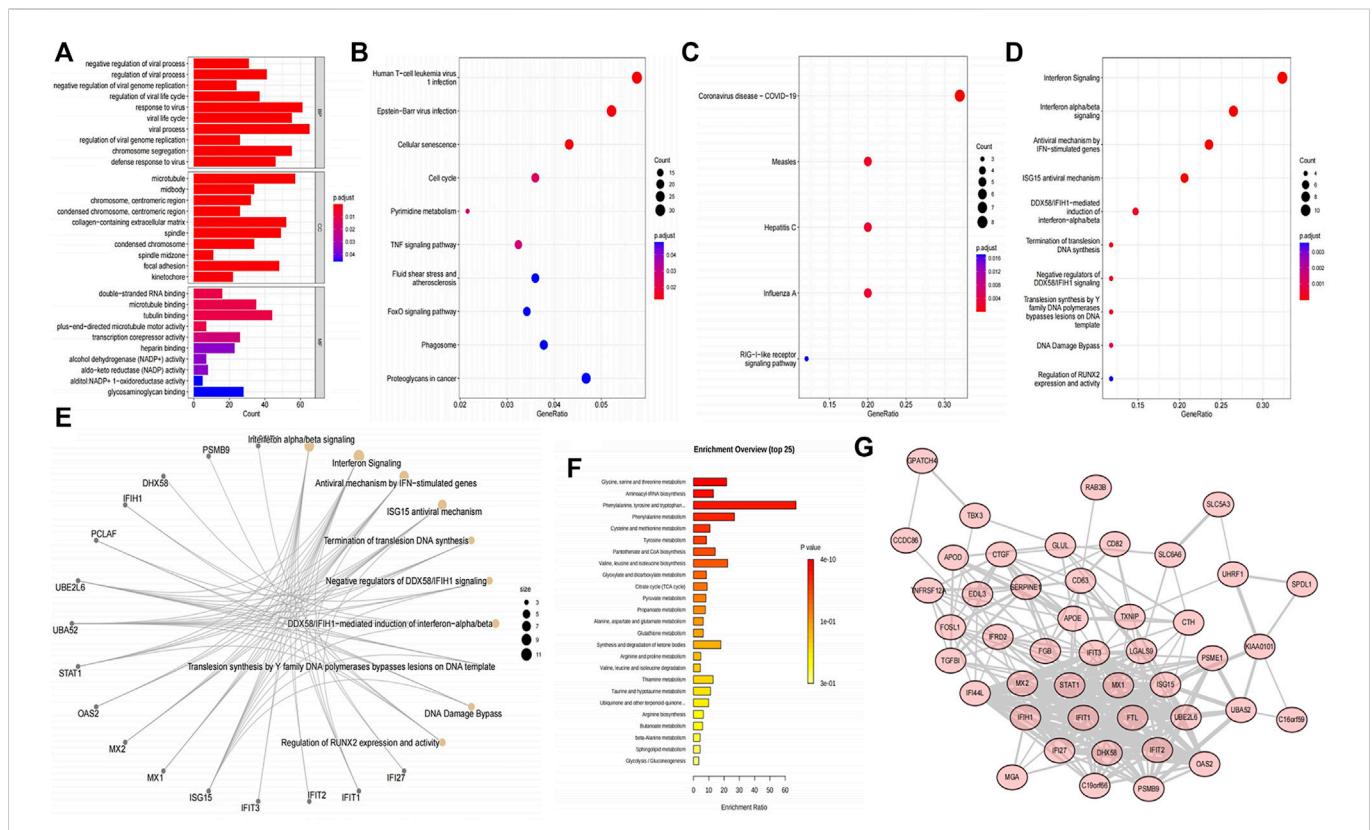 A
negative regulation of viral process
regulation of viral process
negative regulation of viral genome replication
regulation of viral life cycle
response to virus
viral life cycle
viral process
regulation of viral genome replication
chromosome segregation
defense response to virus
BP
microtubule
midbody
chromosome, centromeric region
condensed chromosome, centromeric region
collagen-containing extracellular matrix
spindle
condensed chromosome
spindle midzone
focal adhesion
kinetochore
CC
double-stranded RNA binding
microtubule binding
tubulin binding
plus-end-directed microtubule motor activity
transcription corepressor activity
heparin binding
alcohol dehydrogenase (NADP+) activity
aldo-keto reductase (NADP) activity
alditol:NADP+ 1-oxidoreductase activity
glycosaminoglycan binding
MF
0 20 40 60
Count
p.adjust
0.01
0.02
0.03
0.04
B
Human T-cell leukemia virus
1 infection
Epstein-Barr virus infection
Cellular senescence
Cell cycle
Pyrimidine metabolism
TNF signaling pathway
Fluid shear stress and
atherosclerosis
FoxO signaling pathway
Phagosome
Proteoglycans in cancer
0.02 0.03 0.04 0.05
GeneRatio
Count
15
20
25
30
p.adjust
0.04
0.02
C
Coronavirus disease - COVID-19
Measles
Hepatitis C
Influenza A
RIG-I-like receptor
signaling pathway
0.15 0.20 0.25 0.30
GeneRatio
Count
3
4
5
6
7
8
p.adjust
0.016
0.012
0.008
0.004
D
Interferon Signaling
Interferon alpha/beta
signaling
Antiviral mechanism by
IFN-stimulated genes
ISG15 antiviral mechanism
DDX58/IFIH1-mediated
induction of
interferon-alpha/beta
Termination of translesion
DNA synthesis
Negative regulators of
DDX58/IFIH1 signaling
Translesion synthesis by Y
family DNA polymerases
bypasses lesions on DNA
template
DNA Damage Bypass
Regulation of RUNX2
expression and activity
0.15 0.20 0.25 0.30
GeneRatio
Count
4
6
8
10
p.adjust
0.003
0.002
0.001
E
Interferon alpha/beta signaling
Interferon Signaling
Antiviral mechanism by IFN-stimulated genes
ISG15 antiviral mechanism
Termination of translesion DNA synthesis
Negative regulators of DDX58/IFIH1 signaling
DDX58/IFIH1-mediated induction of interferon-alpha/beta
Translesion synthesis by Y family DNA polymerases bypasses lesions on DNA template
DNA Damage Bypass
Regulation of RUNX2 expression and activity
IFI27
IFIT1
IFIT2
IFIT3
ISG15
MX1
MX2
OAS2
STAT1
UBA52
UBE2L6
PCLAF
IFIH1
DHX58
PSMB9
size
3
5
7
9
11
F
Enrichment Overview (top 25)
Glycine, serine and threonine metabolism
Aminoacyl-tRNA biosynthesis
Phenylalanine, tyrosine and tryptophan...
Phenylalanine metabolism
Cysteine and methionine metabolism
Tyrosine metabolism
Pantothenate and CoA biosynthesis
Valine, leucine and isoleucine biosynthesis
Glyoxylate and dicarboxylate metabolism
Citrate cycle (TCA cycle)
Pyruvate metabolism
Propanoate metabolism
Alanine, aspartate and glutamate metabolism
Glutathione metabolism
Synthesis and degradation of ketone bodies
Arginine and proline metabolism
Valine, leucine and isoleucine degradation
Thiamine metabolism
Taurine and hypotaurine metabolism
Ubiquinone and other terpenoid-quinone...
Arginine biosynthesis
Butanoate metabolism
beta-Alanine metabolism
Sphingolipid metabolism
Glycolysis / Gluconeogenesis
0 10 20 30 40 50 60
Enrichment Ratio
P value
4e-10
1e-01
3e-01
G
GPATCH4
RAB3B
SLC5A3
TBX3
CCDC86
APOD
CTGF
GLUL
CD82
SLC6A6
UHRF1
SPDL1
TNFRSF12A
EDIL3
SERPINE1
CD63
FOSL1
IFRD2
APOE
TXNIP
CTH
TGFBI
FGB
IFIT3
LGALS9
PSME1
KIAA0101
IFI44L
MX2
STAT1
MX1
ISG15
IFIH1
IFIT1
FTL
UBE2L6
UBA52
C16orf59
IFI27
DHX58
IFIT2
OAS2
MGA
C19orf66
PSMB9